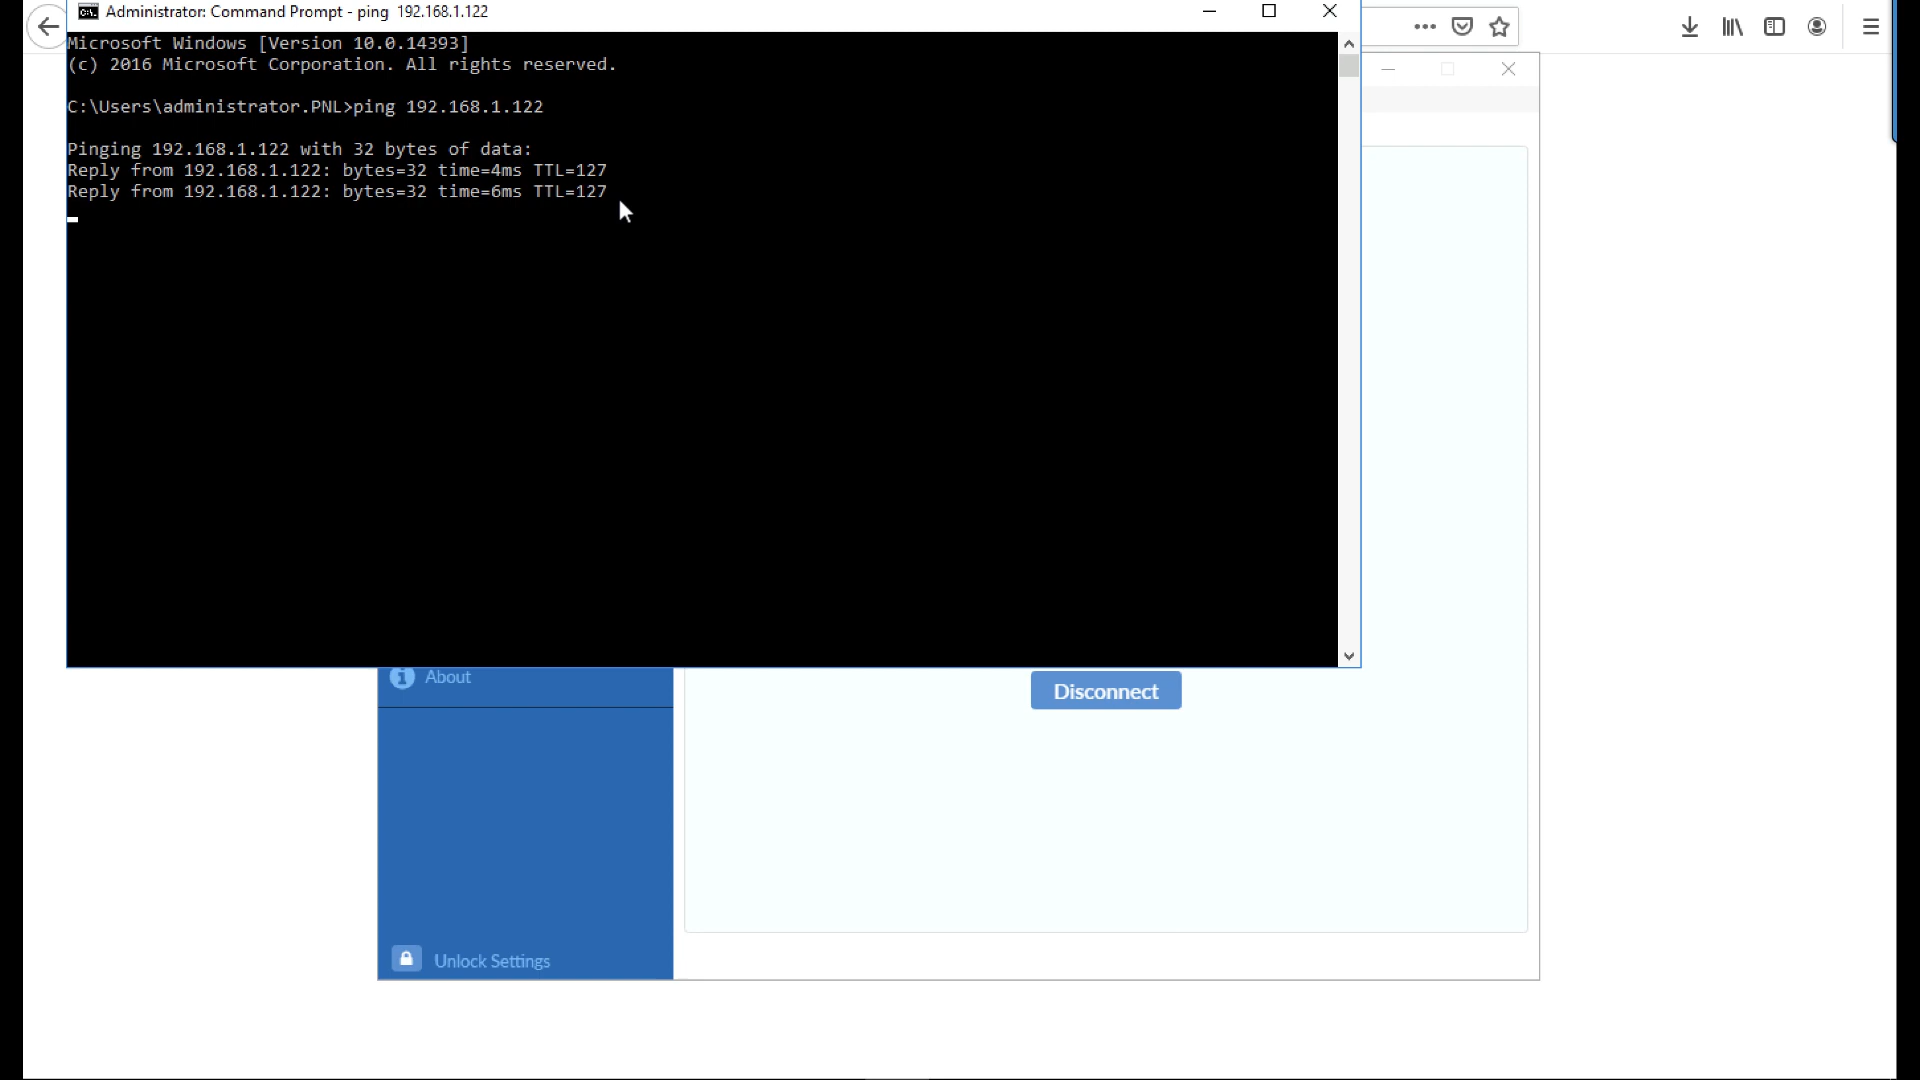 Administrator: Command Prompt - ping  192.168.1.122
Microsoft Windows [Version 10.0.14393]
(c) 2016 Microsoft Corporation. All rights reserved.
C:\Users\administrator.PNL>ping 192.168.1.122
Pinging 192.168.1.122 with 32 bytes of data:
Reply from 192.168.1.122: bytes=32 time=4ms TTL=127
Reply from 192.168.1.122: bytes=32 time=6ms TTL=127
About
Disconnect
Unlock Settings